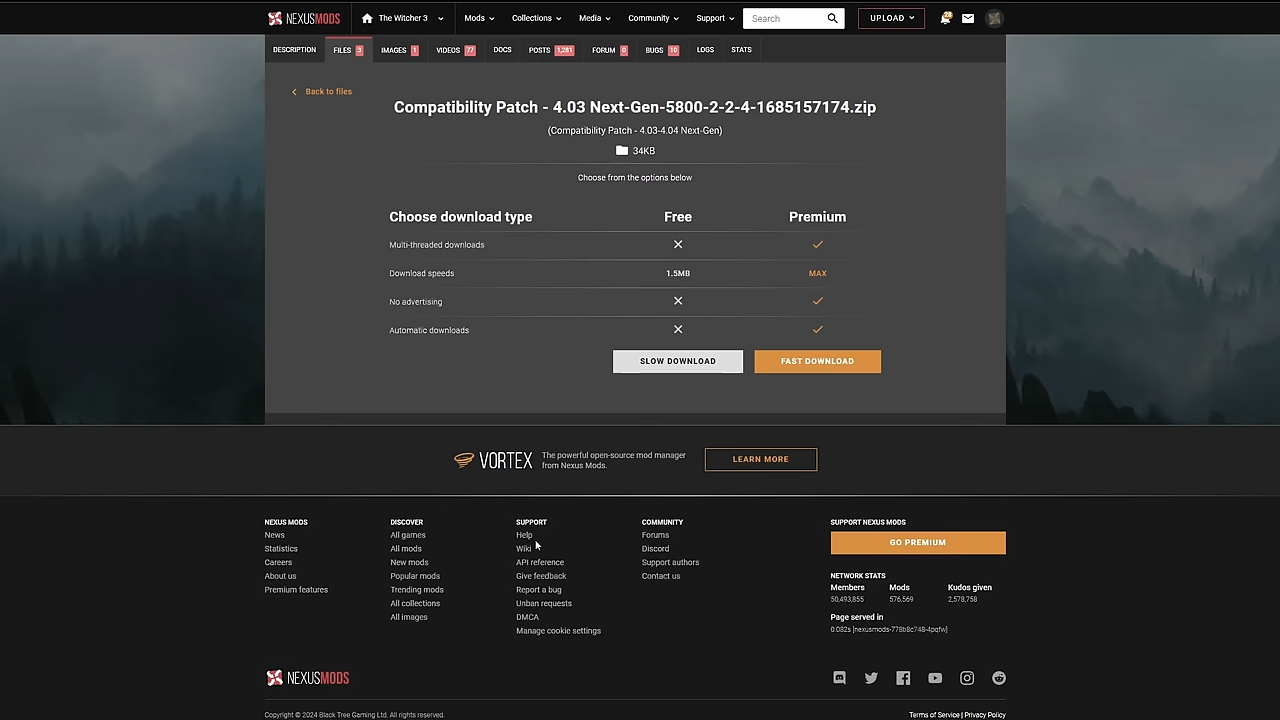 NEXUSMODS
The Witcher 3
Mods
Collections
Media
Community
Support
Search
UPLOAD
DESCRIPTION
FILES 3
IMAGES 1
VIDEOS 77
DOCS
POSTS 1,281
FORUM 0
BUGS 10
LOGS
STATS
Back to files
Compatibility Patch - 4.03 Next-Gen-5800-2-2-4-1685157174.zip
(Compatibility Patch - 4.03-4.04 Next-Gen)
34KB
Choose from the options below
Choose download type Free Premium
Multi-threaded downloads
Download speeds 1.5MB MAX
No advertising
Automatic downloads
SLOW DOWNLOAD FAST DOWNLOAD
VORTEX
The powerful open-source mod manager
from Nexus Mods.
LEARN MORE
NEXUS MODS
News
Statistics
Careers
About us
Premium features
DISCOVER
All games
All mods
New mods
Popular mods
Trending mods
All collections
All images
SUPPORT
Help
Wiki
API reference
Give feedback
Report a bug
Unban requests
DMCA
Manage cookie settings
COMMUNITY
Forums
Discord
Support authors
Contact us
SUPPORT NEXUS MODS
GO PREMIUM
NETWORK STATS
Members Mods Kudos given
50,493,855 576,569 2,578,758
Page served in
0.082s [nexusmods-778b8c748-4pqfw]
NEXUSMODS
Copyright © 2024 Black Tree Gaming Ltd. All rights reserved.
Terms of Service | Privacy Policy